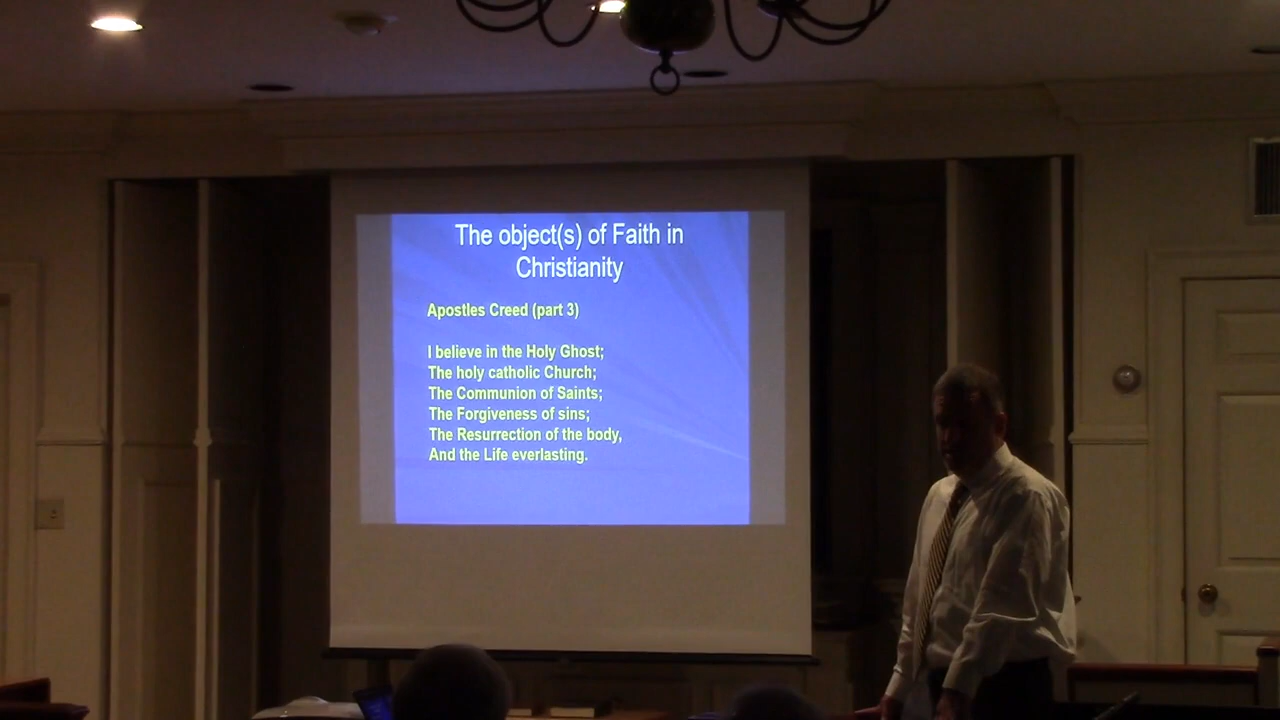 The object(s) of Faith in
Christianity
Apostles Creed (part 3)
I believe in the Holy Ghost;
The holy catholic Church;
The Communion of Saints;
The Forgiveness of sins;
The Resurrection of the body,
And the Life everlasting.